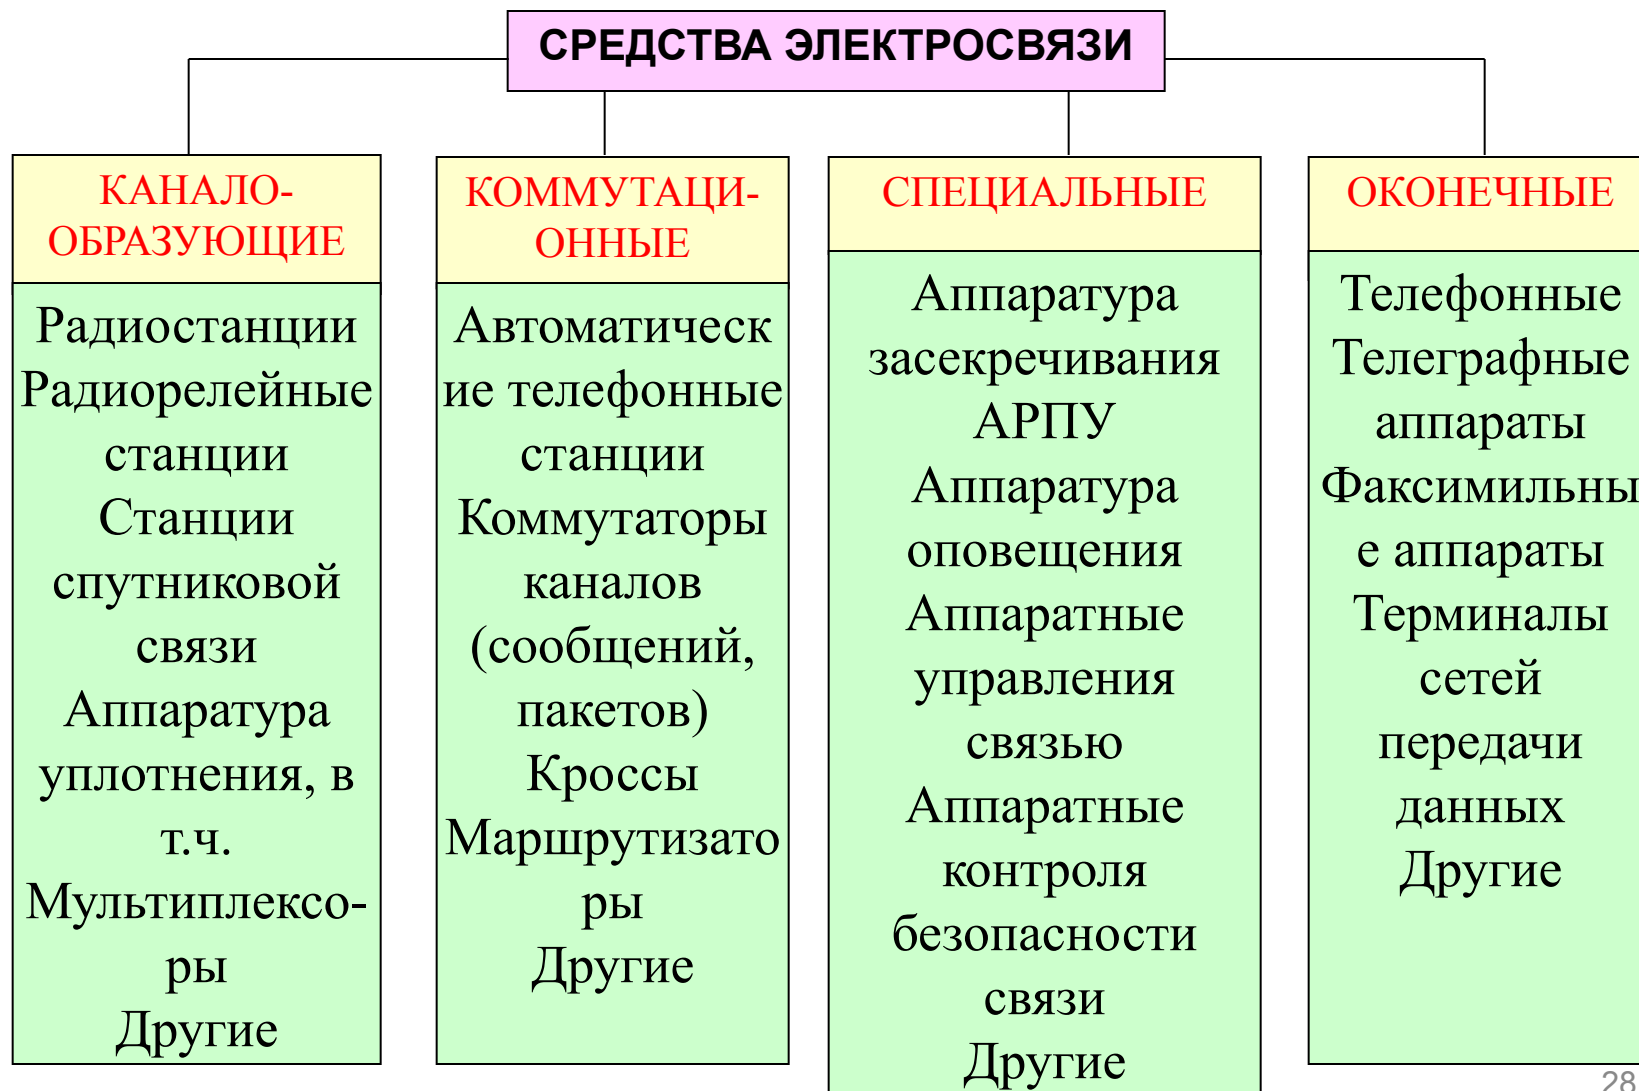 СРЕДСТВА ЭЛЕКТРОСВЯЗИ
КАНАЛО-
ОБРАЗУЮЩИЕ
Радиостанции
Радиорелейные
станции
Станции
спутниковой
связи
Аппаратура
уплотнения, в
т.ч.
Мультиплексо-
ры
Другие
КОММУТАЦИ-
ОННЫЕ
Автоматическ
ие телефонные
станции
Коммутаторы
каналов
(сообщений,
пакетов)
Кроссы
Маршрутизато
ры
Другие
СПЕЦИАЛЬНЫЕ
Аппаратура
засекречивания
АРПУ
Аппаратура
оповещения
Аппаратные
управления
связью
Аппаратные
контроля
безопасности
связи
Другие
ОКОНЕЧНЫЕ
Телефонные
Телеграфные
аппараты
Факсимильны
е аппараты
Терминалы
сетей
передачи
данных
Другие
28